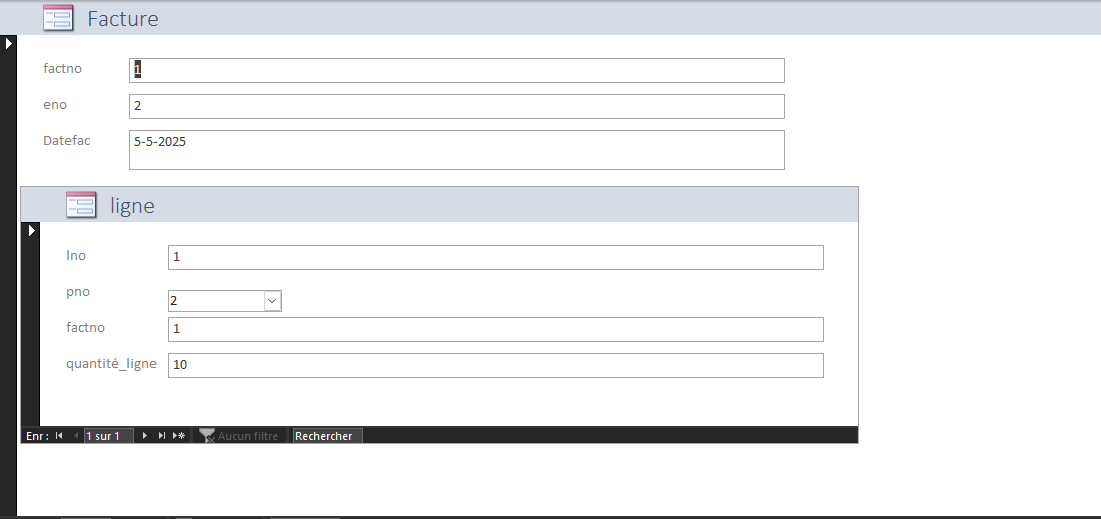 Facture
factno 1
eno 2
Datefac 5-5-2025
ligne
lno 1
pno 2
factno 1
quantité_ligne 10
Enr : 1 sur 1 Aucun filtre Rechercher